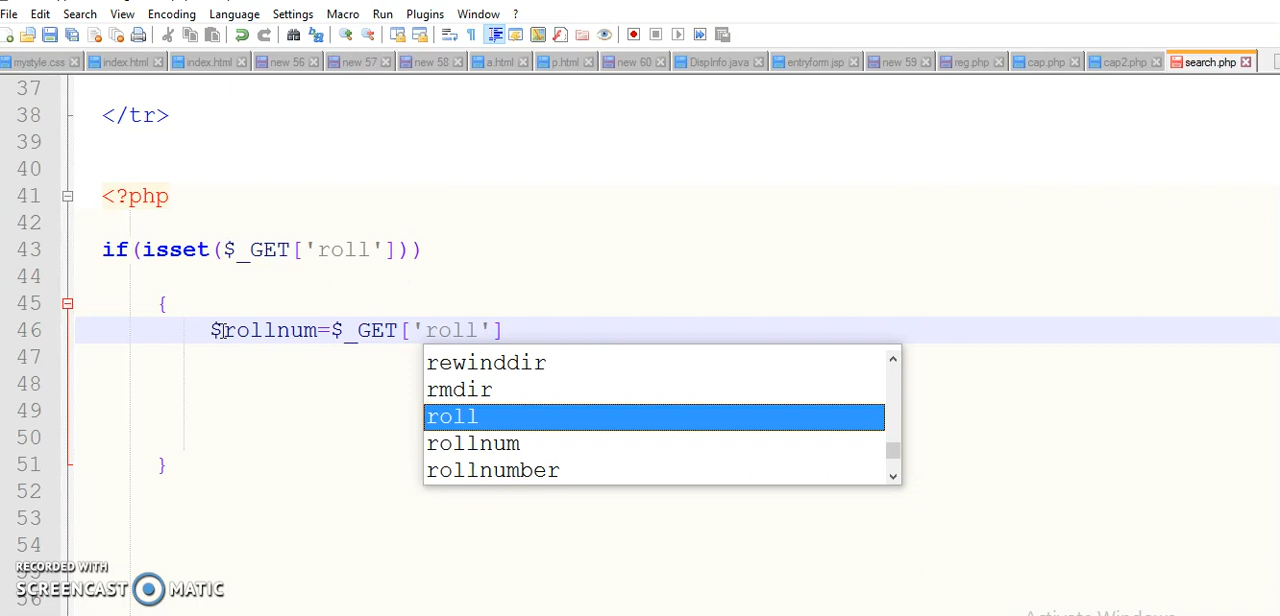 File Edit Search View Encoding Language Settings Macro Run Plugins Window ?
mystyle.css index.html index.html new 56 new 57 new 58 a.html p.html new 60 DispInfo.java entryform.jsp new 59 reg.php cap.php cap2.php search.php
37
38 </tr>
39
40
41 <?php
42
43 if(isset($_GET['roll']))
44
45 {
46 $rollnum=$_GET['roll']
47
rewinddir
48
rmdir
49
roll
50
rollnum
51 }
rollnumber
52
53
54
RECORDED WITH
SCREENCAST MATIC